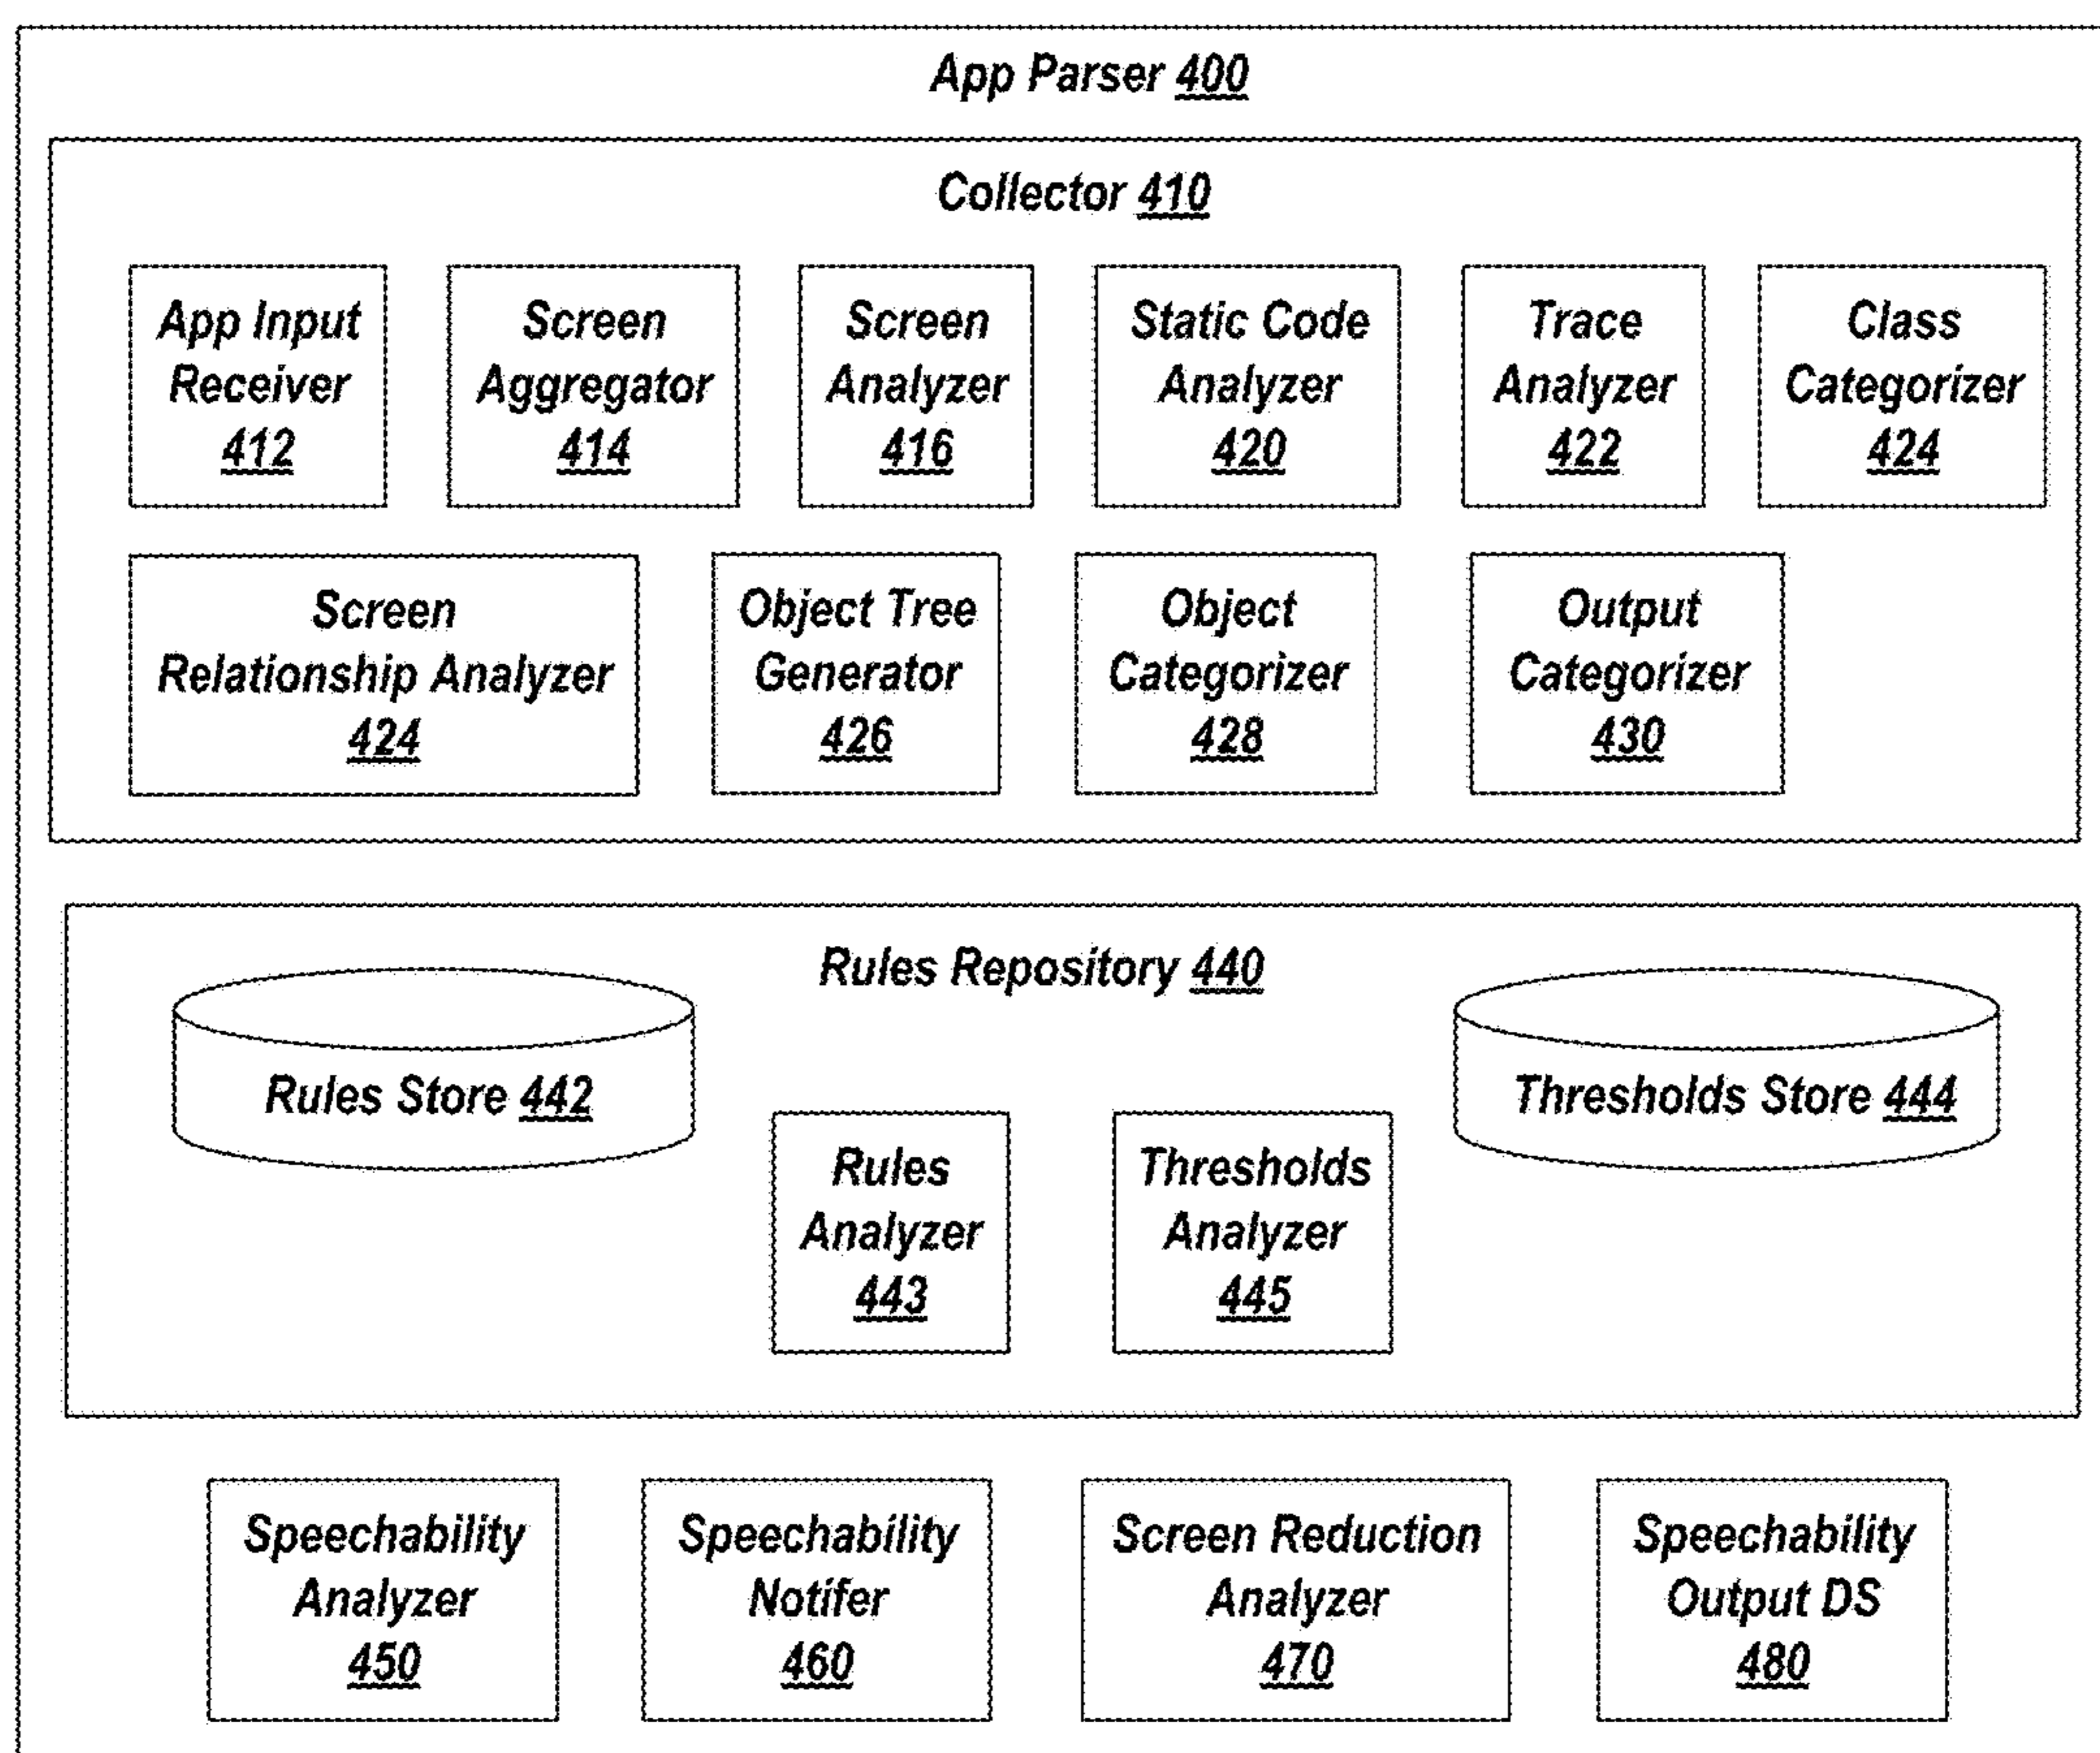 App Parser 400
Collector 410
App Input
Receiver
412
Screen
Aggregator
414
Screen
Analyzer
416
Static Code
Analyzer
420
Trace
Analyzer
422
Class
Categorizer
424
Screen
Relationship Analyzer
424
Object Tree
Generator
426
Object
Categorizer
428
Output
Categorizer
430
Rules Repository 440
Rules Store 442
Thresholds Store 444
Rules
Analyzer
443
Thresholds
Analyzer
445
Speechability
Analyzer
450
Speechability
Notifer
460
Screen Reduction
Analyzer
470
Speechability
Output DS
480